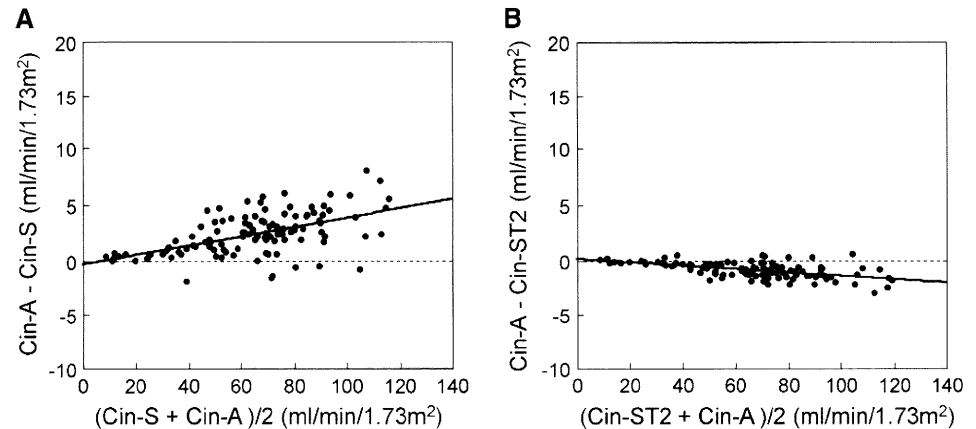 A
Cin-A - Cin-S (ml/min/1.73m²)
20
15
10
5
0
-5
-10
0 20 40 60 80 100 120 140
(Cin-S + Cin-A )/2 (ml/min/1.73m²)
B
Cin-A - Cin-ST2 (ml/min/1.73m²)
20
15
10
5
0
-5
-10
0 20 40 60 80 100 120 140
(Cin-ST2 + Cin-A )/2 (ml/min/1.73m²)